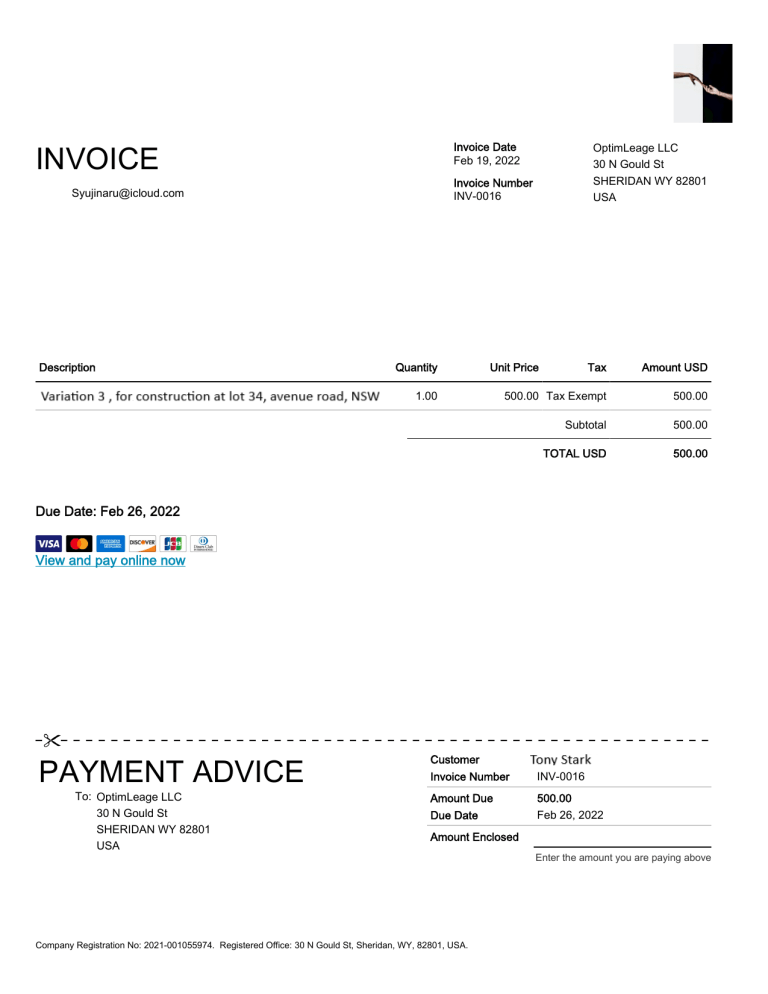 INVOICE
Syujinaru@icloud.com
Invoice Date
Feb 19, 2022
Invoice Number
INV-0016
OptimLeage LLC
30 N Gould St
SHERIDAN WY 82801
USA
Description Quantity Unit Price Tax Amount USD
Variation 3 , for construction at lot 34, avenue road, NSW 1.00 500.00 Tax Exempt 500.00
Subtotal 500.00
TOTAL USD 500.00
Due Date: Feb 26, 2022
VISA AMERICAN EXPRESS DISCOVER JCB Diners Club
View and pay online now
PAYMENT ADVICE
To: OptimLeage LLC
30 N Gould St
SHERIDAN WY 82801
USA
Customer Tony Stark
Invoice Number INV-0016
Amount Due 500.00
Due Date Feb 26, 2022
Amount Enclosed
Enter the amount you are paying above
Company Registration No: 2021-001055974. Registered Office: 30 N Gould St, Sheridan, WY, 82801, USA.